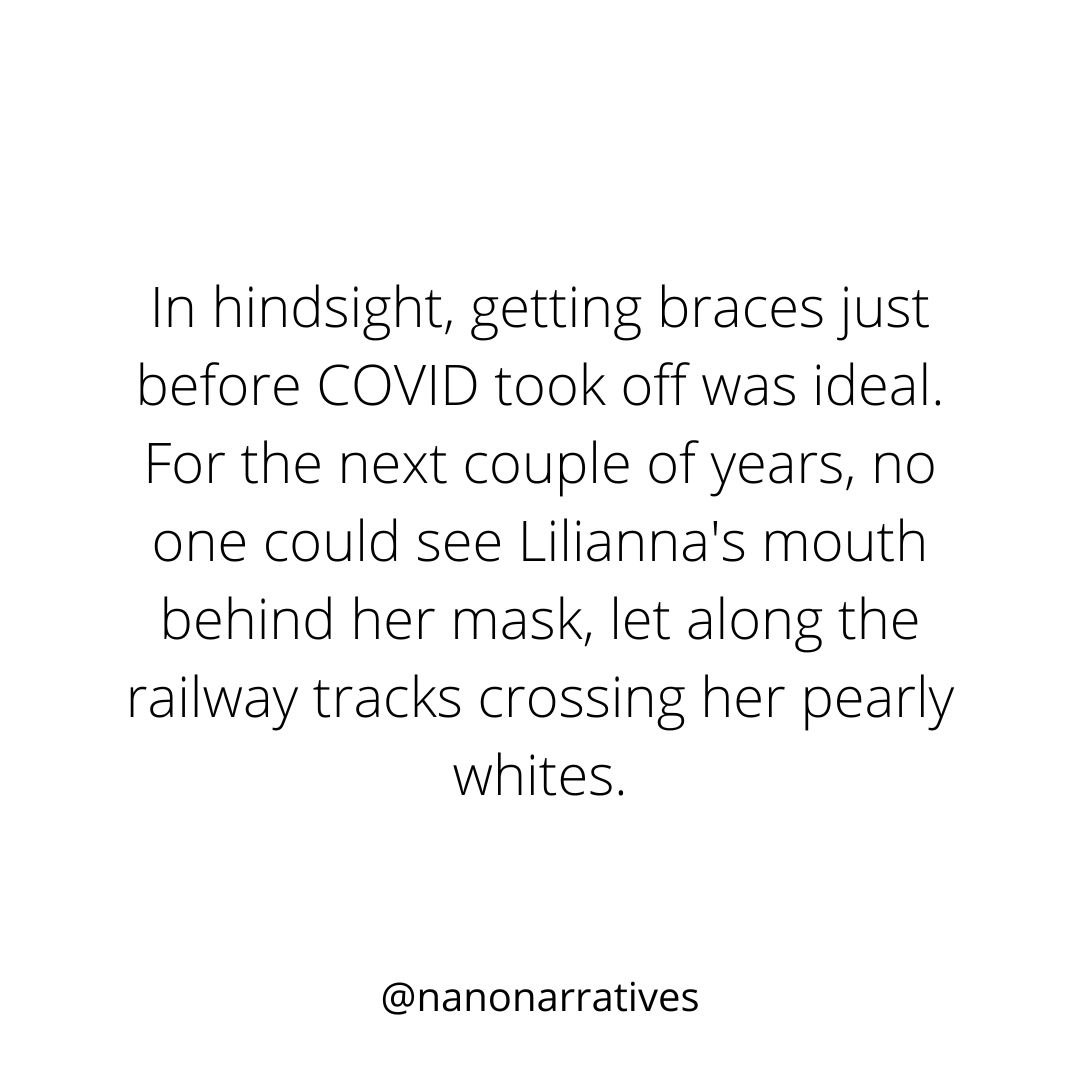 In hindsight, getting braces just
before COVID took off was ideal.
For the next couple of years, no
one could see Lilianna's mouth
behind her mask, let along the
railway tracks crossing her pearly
whites.
@nanonarratives